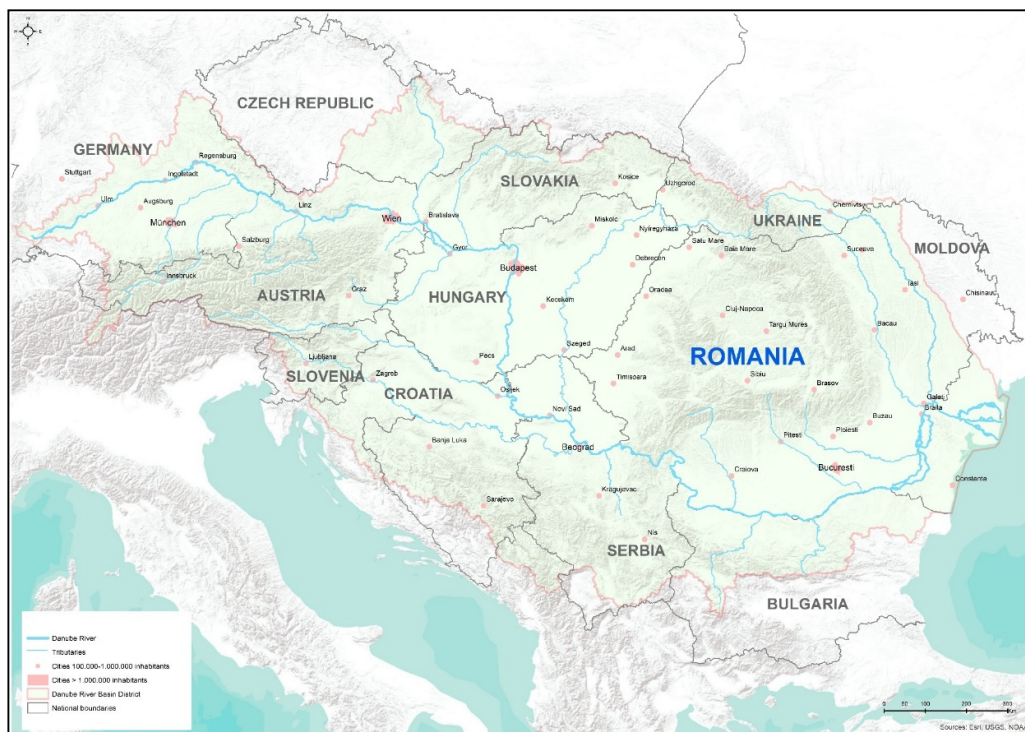 CZECH REPUBLIC
GERMANY
Stuttgart
Regensburg
Ingolstadt
Ulm
Augsburg
München
Linz
Wien
Bratislava
SLOVAKIA
Kosice
Uzhgorod
UKRAINE
Chernivtsi
MOLDOVA
Chisinau
Salzburg
Innsbruck
AUSTRIA
Graz
Gyor
Budapest
HUNGARY
Miskolc
Nyíregyháza
Debrecen
Satu Mare
Baia Mare
Suceava
Iasi
Oradea
Kecskem
Cluj-Napoca
Targu Mures
Bacau
Szeged
Arad
ROMANIA
Pecs
Ljubljana
SLOVENIA
Zagreb
CROATIA
Osijek
Timisoara
Sibiu
Brasov
Galati
Braila
Buzau
Novi Sad
Beograd
Banja Luka
Pitesti
Ploiesti
Bucuresti
Craiova
Constanta
Kragujevac
Sarajevo
Nis
SERBIA
BULGARIA
Danube River
Tributaries
Cities 100.000-1.000.000 inhabitants
Cities > 1.000.000 inhabitants
Danube River Basin District
National boundaries
0 50 100 200 300
Km
Sources: Esri, USGS, NOAA